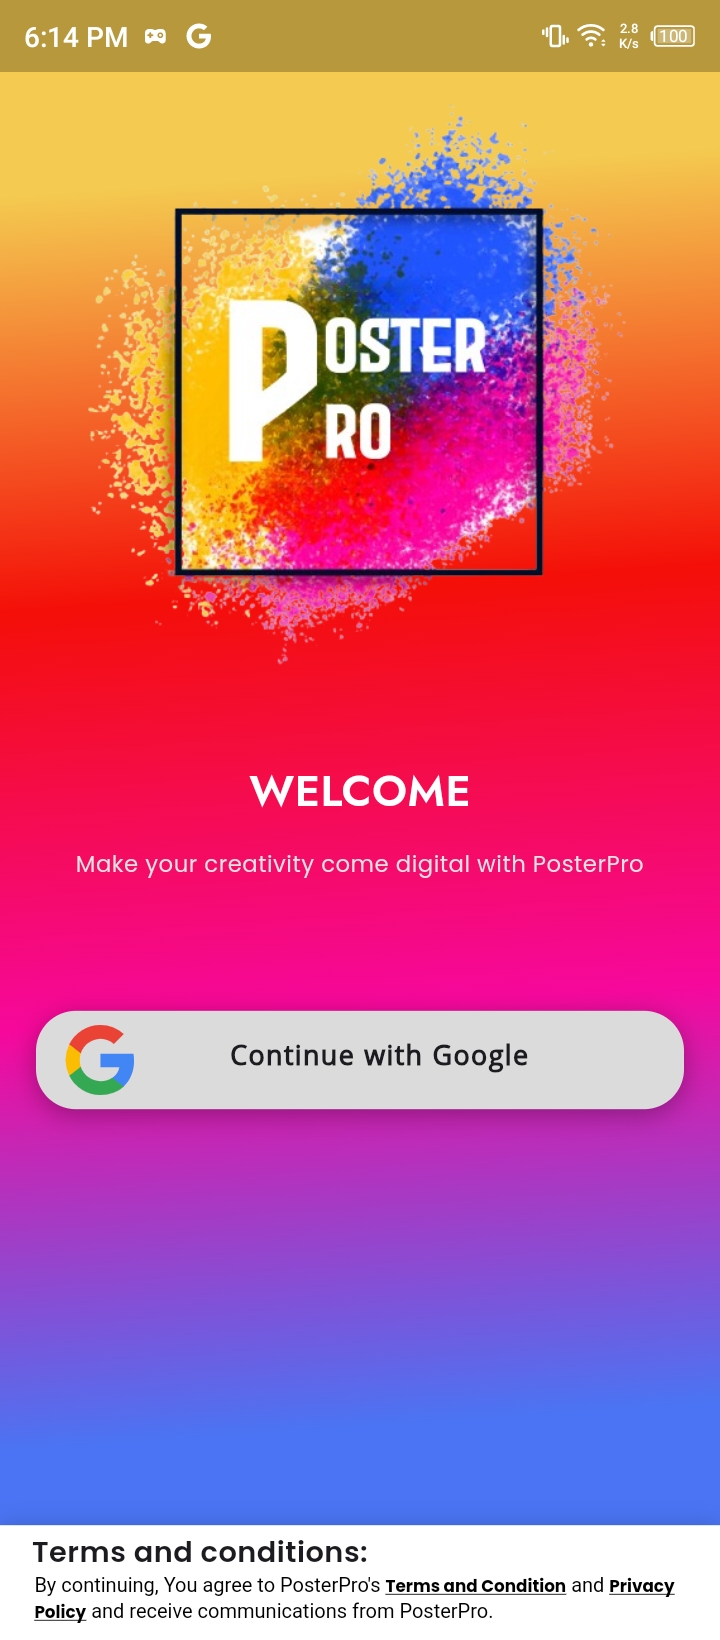 6:14 PM G 2.8 K/s 100
POSTER
PRO
WELCOME
Make your creativity come digital with PosterPro
Continue with Google
Terms and conditions:
By continuing, You agree to PosterPro's Terms and Condition and Privacy
Policy and receive communications from PosterPro.